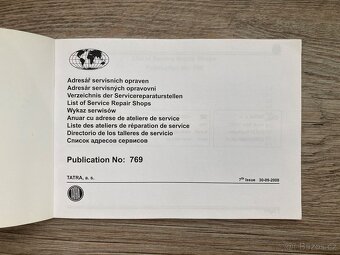 Adresář servisních opraven
Adresár servisných opravovní
Verzeichnis der Servicereparaturstellen
List of Service Repair Shops
Wykaz serwisów
Anuar cu adrese de ateliere de service
Liste des ateliers de réparation de service
Directorio de los talleres de servicio
Список адресов сервисов
Publication No: 769
TATRA, a. s.
7th Issue 30-09-2008